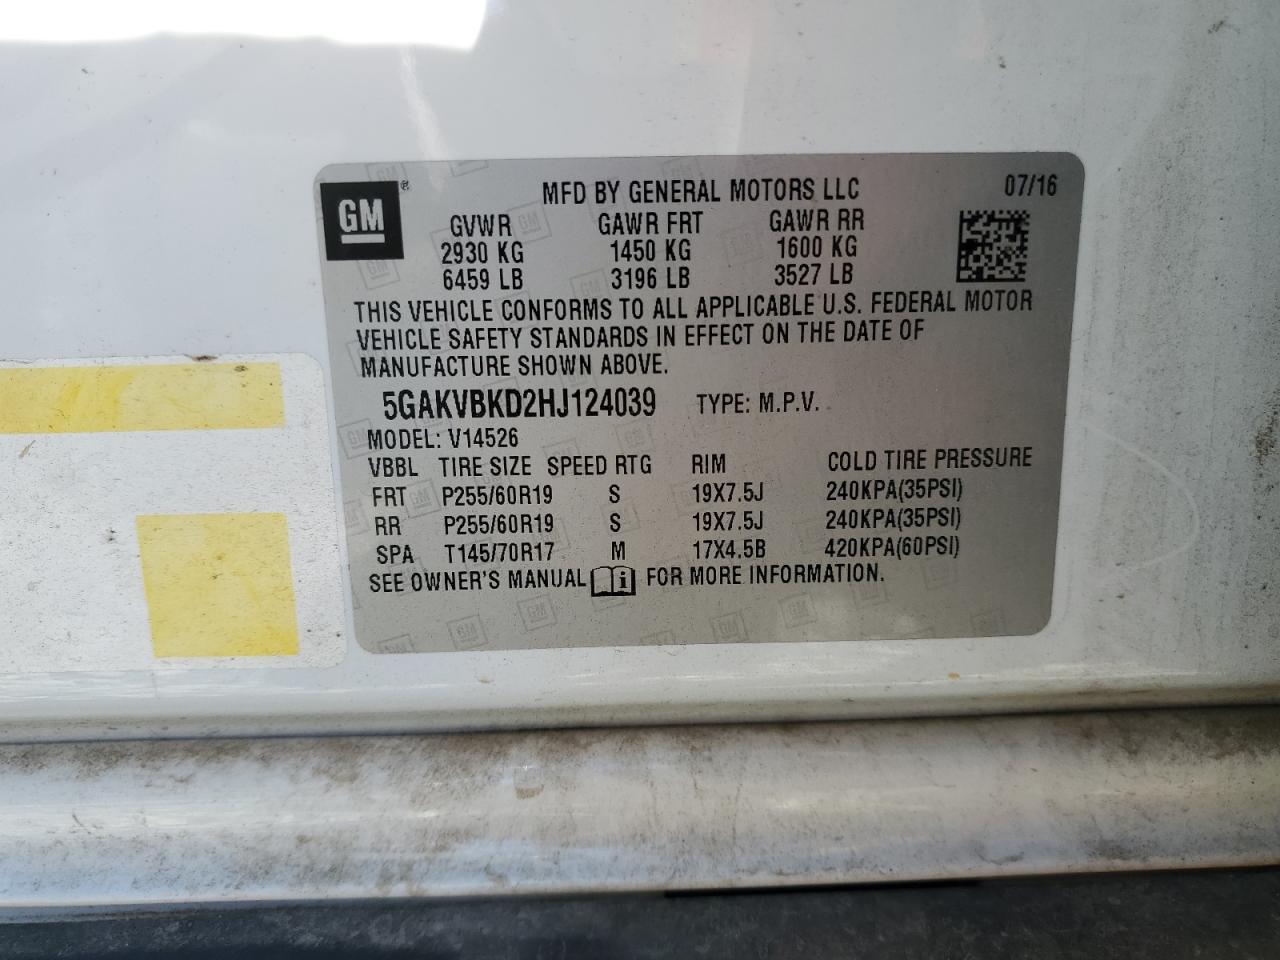 GM®
MFD BY GENERAL MOTORS LLC 07/16
GVWR GAWR FRT GAWR RR
2930 KG 1450 KG 1600 KG
6459 LB 3196 LB 3527 LB
THIS VEHICLE CONFORMS TO ALL APPLICABLE U.S. FEDERAL MOTOR
VEHICLE SAFETY STANDARDS IN EFFECT ON THE DATE OF
MANUFACTURE SHOWN ABOVE.
5GAKVBKD2HJ124039 TYPE: M.P.V.
MODEL: V14526
VBBL TIRE SIZE SPEED RTG RIM COLD TIRE PRESSURE
FRT P255/60R19 S 19X7.5J 240KPA(35PSI)
RR P255/60R19 S 19X7.5J 240KPA(35PSI)
SPA T145/70R17 M 17X4.5B 420KPA(60PSI)
SEE OWNER'S MANUAL FOR MORE INFORMATION.